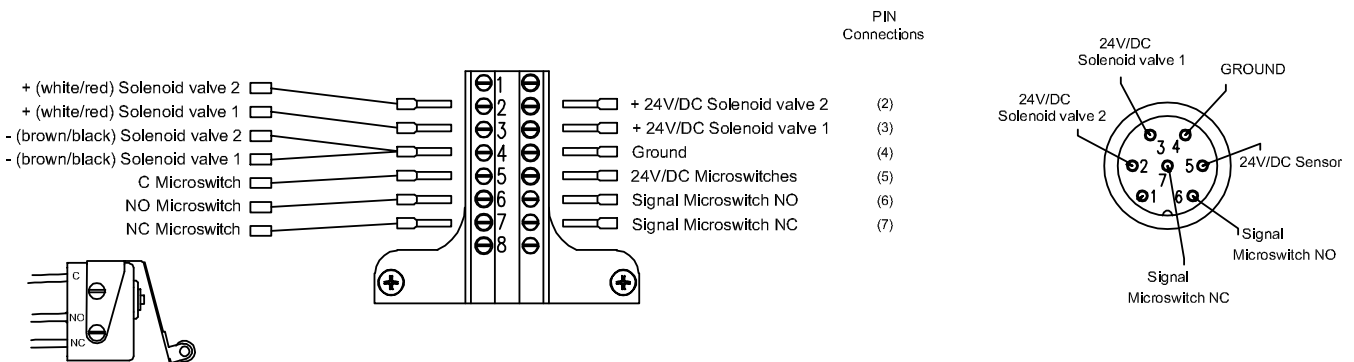 PIN
Connections
+ (white/red) Solenoid valve 2
+ (white/red) Solenoid valve 1
- (brown/black) Solenoid valve 2
- (brown/black) Solenoid valve 1
C Microswitch
NO Microswitch
NC Microswitch
1
2
3
4
5
6
7
8
+ 24V/DC Solenoid valve 2 (2)
+ 24V/DC Solenoid valve 1 (3)
Ground (4)
24V/DC Microswitches (5)
Signal Microswitch NO (6)
Signal Microswitch NC (7)
C
NO
NC
24V/DC
Solenoid valve 1
GROUND
24V/DC
Solenoid valve 2
24V/DC Sensor
3 4
2 7 5
1 6
Signal
Microswitch NO
Signal
Microswitch NC